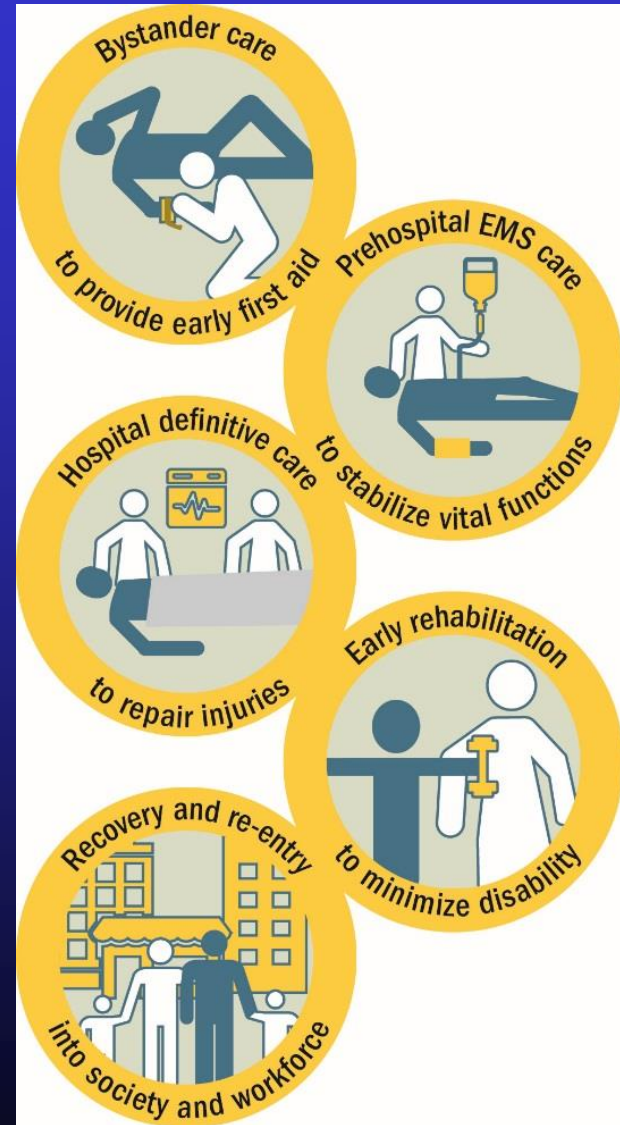 Bystander care
to provide early first aid
Prehospital EMS care
to stabilize vital functions
Hospital definitive care
to repair injuries
Early rehabilitation
to minimize disability
Recovery and re-entry
into society and workforce